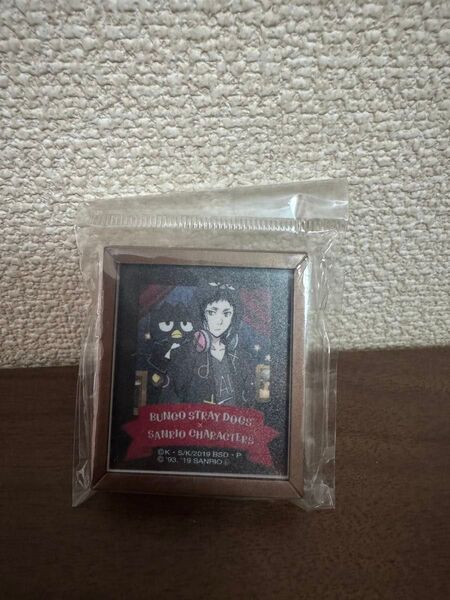 BUNGO STRAY DOGS
×
SANRIO CHARACTERS
©K・S/K/2019 BSD・P
© '93, '19 SANRIO